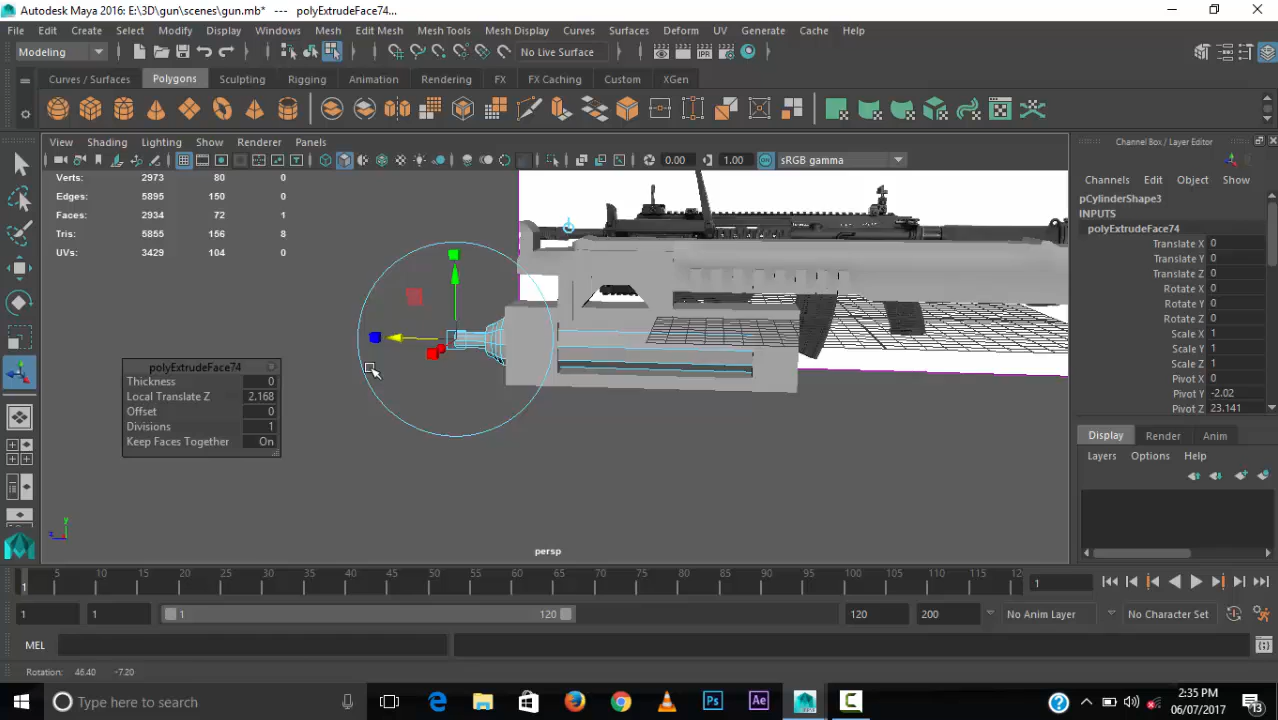 Autodesk Maya 2016: E:\3D\gun\scenes\gun.mb* --- polyExtrudeFace74...
File Edit Create Select Modify Display Windows Mesh Edit Mesh Mesh Tools Mesh Display Curves Surfaces Deform UV Generate Cache Help
Modeling No Live Surface
Curves / Surfaces Polygons Sculpting Rigging Animation Rendering FX FX Caching Custom XGen
View Shading Lighting Show Renderer Panels
0.00 1.00 sRGB gamma
Verts: 2973 80 0
Edges: 5895 150 0
Faces: 2934 72 1
Tris: 5855 156 8
UVs: 3429 104 0
polyExtrudeFace74
Thickness 0
Local Translate Z 2.168
Offset 0
Divisions 1
Keep Faces Together On
persp
Channel Box / Layer Editor
Channels Edit Object Show
pCylinderShape3
INPUTS
polyExtrudeFace74
Translate X 0
Translate Y 0
Translate Z 0
Rotate X 0
Rotate Y 0
Rotate Z 0
Scale X 1
Scale Y 1
Scale Z 1
Pivot X 0
Pivot Y -2.02
Pivot Z 23.141
Display Render Anim
Layers Options Help
1 5 10 15 20 25 30 35 40 45 50 55 60 65 70 75 80 85 90 95 100 105 110 115 12 1
1 1 1 120 120 200 No Anim Layer No Character Set
MEL
Rotation: 46.40 -7.20
Type here to search
Ps Ae
2:35 PM
06/07/2017
13